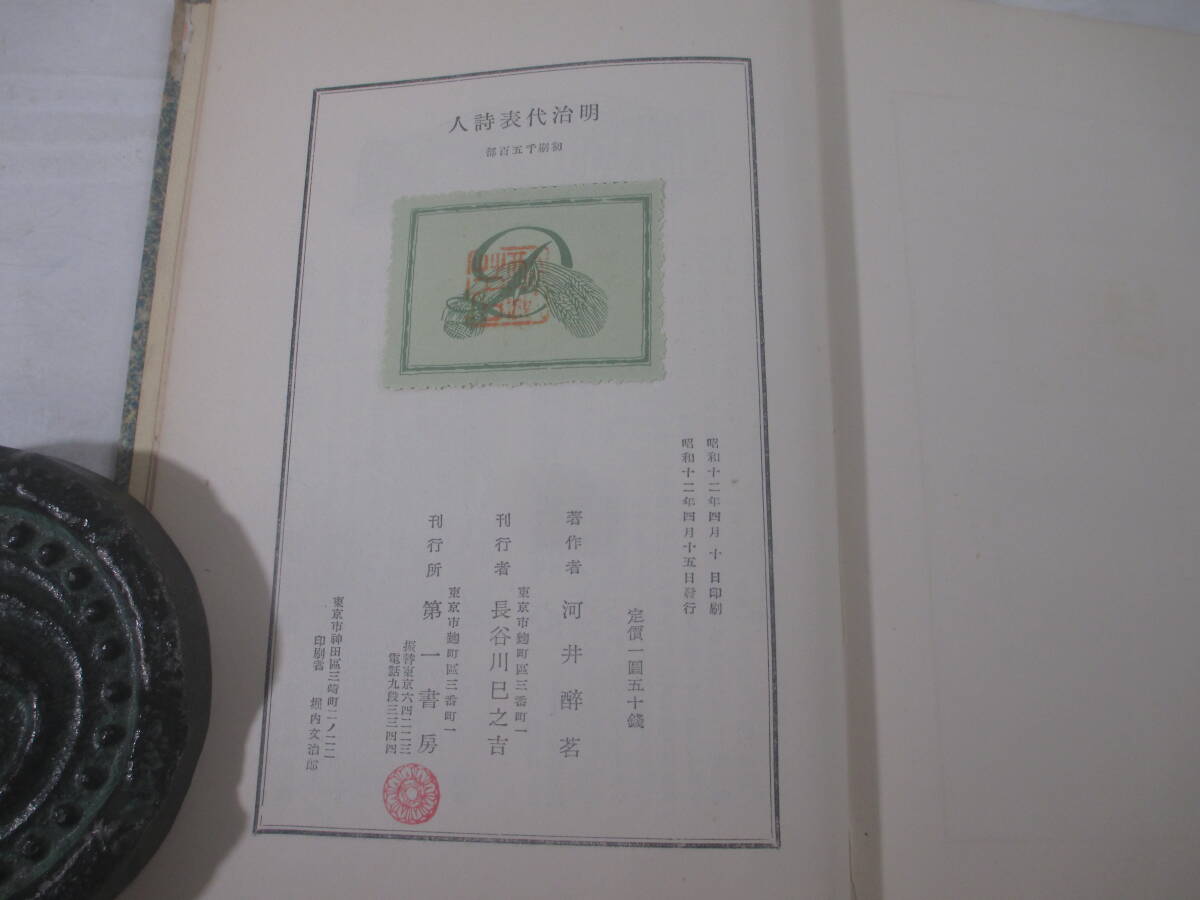 人詩表代治明
部百五千刷初
昭和十二年四月 十 日印刷
昭和十二年四月十五日發行
定價一圓五十錢
著作者 河井醉茗
東京市麴町區三番町一
刊行者 長谷川巳之吉
東京市麴町區三番町一
刊行所 第一書房
振替東京六四二二三
電話九段三三四四
東京市神田區三崎町二ノ二二
印刷者 堀内文治郎